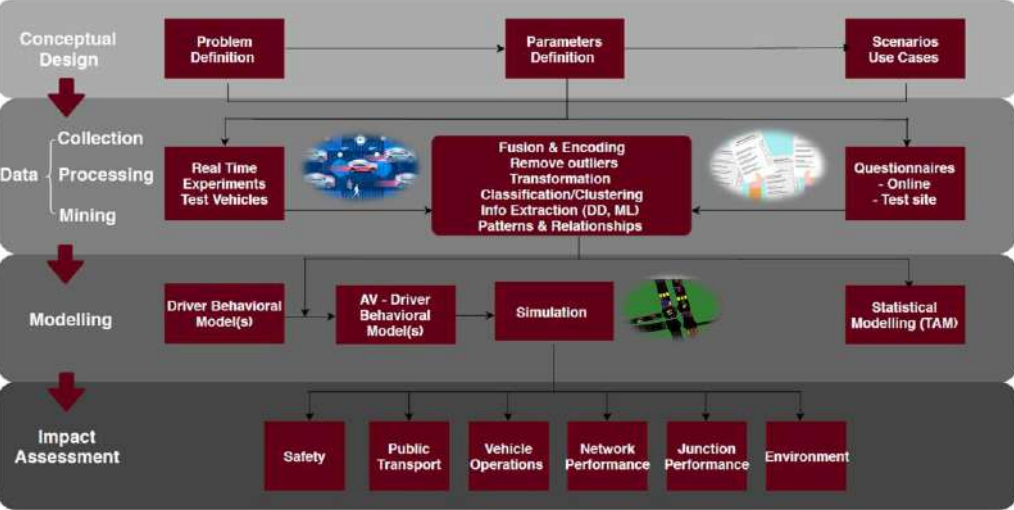 Conceptual
Design
Problem
Definition
Parameters
Definition
Scenarios
Use Cases
Data
Collection
Processing
Mining
Real Time
Experiments
Test Vehicles
Fusion & Encoding
Remove outliers
Transformation
Classification/Clustering
Info Extraction (DD, ML)
Patterns & Relationships
Questionnaires
- Online
- Test site
Modelling
Driver Behavioral
Model(s)
AV - Driver
Behavioral
Model(s)
Simulation
Statistical
Modelling (TAM)
Impact
Assessment
Safety
Public
Transport
Vehicle
Operations
Network
Performance
Junction
Performance
Environment